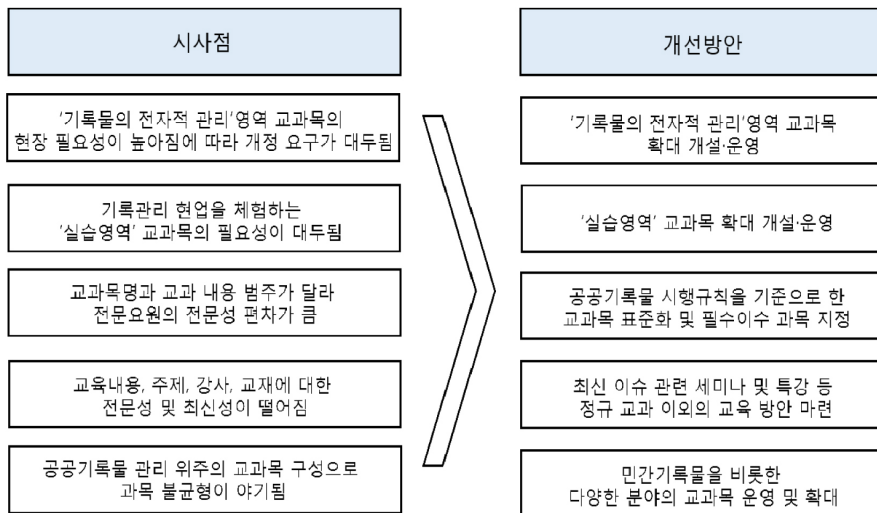 시사점
'기록물의 전자적 관리'영역 교과목의
현장 필요성이 높아짐에 따라 개정 요구가 대두됨
기록관리 현업을 체험하는
'실습영역' 교과목의 필요성이 대두됨
교과목명과 교과 내용 범주가 달라
전문요원의 전문성 편차가 큼
교육내용, 주제, 강사, 교재에 대한
전문성 및 최신성이 떨어짐
공공기록물 관리 위주의 교과목 구성으로
과목 불균형이 야기됨
개선방안
'기록물의 전자적 관리'영역 교과목
확대 개설·운영
'실습영역' 교과목 확대 개설·운영
공공기록물 시행규칙을 기준으로 한
교과목 표준화 및 필수이수 과목 지정
최신 이슈 관련 세미나 및 특강 등
정규 교과 이외의 교육 방안 마련
민간기록물을 비롯한
다양한 분야의 교과목 운영 및 확대